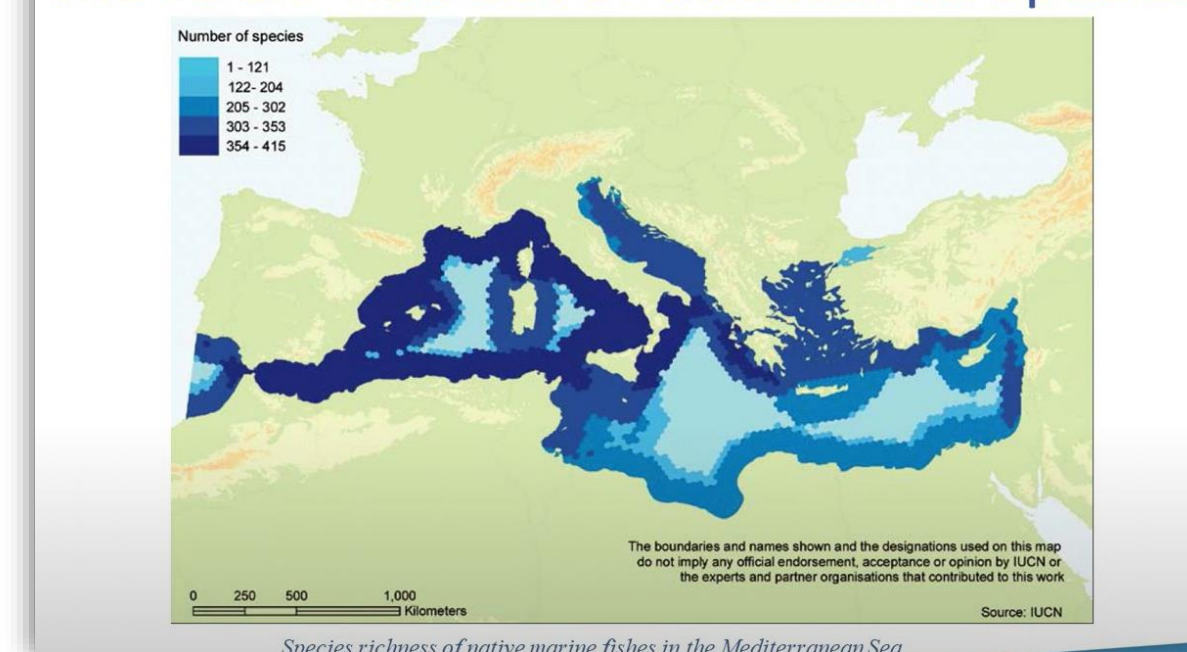 Number of species
1 - 121
122- 204
205 - 302
303 - 353
354 - 415
The boundaries and names shown and the designations used on this map
do not imply any official endorsement, acceptance or opinion by IUCN or
the experts and partner organisations that contributed to this work
0 250 500 1,000
Kilometers
Source: IUCN
Species richness of native marine fishes in the Mediterranean Sea